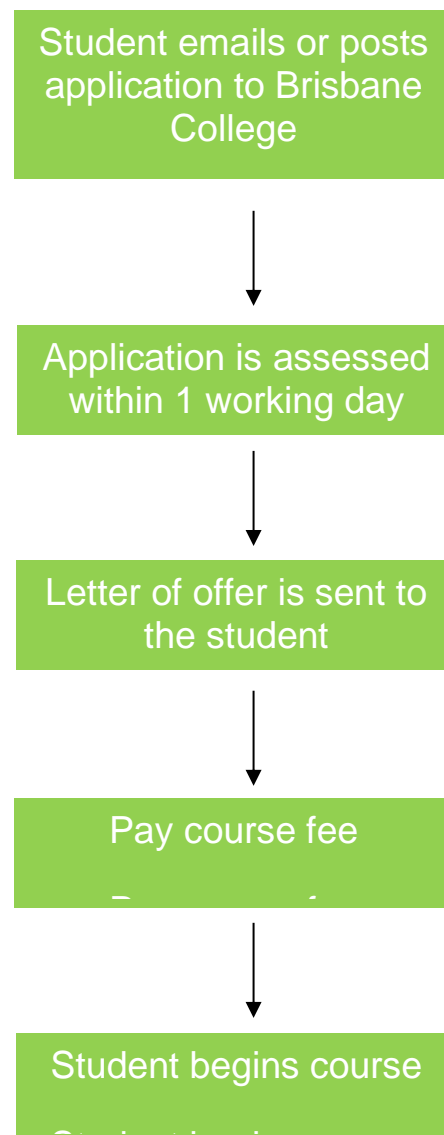 Student emails or posts
application to Brisbane
College
Application is assessed
within 1 working day
Letter of offer is sent to
the student
Pay course fee
Student begins course